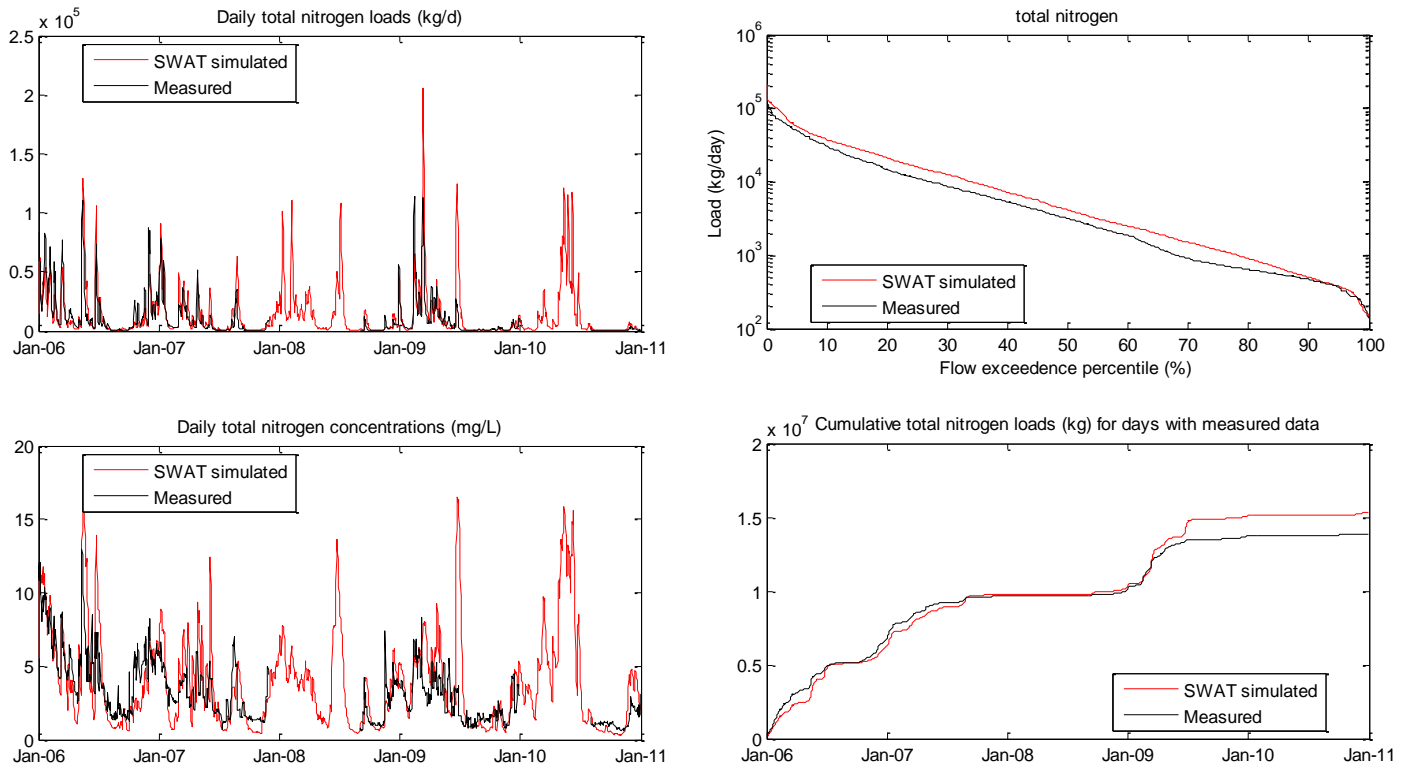 Daily total nitrogen loads (kg/d)
x 10^5
2.5
2
1.5
1
0.5
0
SWAT simulated
Measured
Jan-06 Jan-07 Jan-08 Jan-09 Jan-10 Jan-11
total nitrogen
10^6
10^5
10^4
10^3
10^2
Load (kg/day)
SWAT simulated
Measured
0 10 20 30 40 50 60 70 80 90 100
Flow exceedence percentile (%)
Daily total nitrogen concentrations (mg/L)
20
15
10
5
0
SWAT simulated
Measured
Jan-06 Jan-07 Jan-08 Jan-09 Jan-10 Jan-11
x 10^7 Cumulative total nitrogen loads (kg) for days with measured data
2
1.5
1
0.5
0
SWAT simulated
Measured
Jan-06 Jan-07 Jan-08 Jan-09 Jan-10 Jan-11